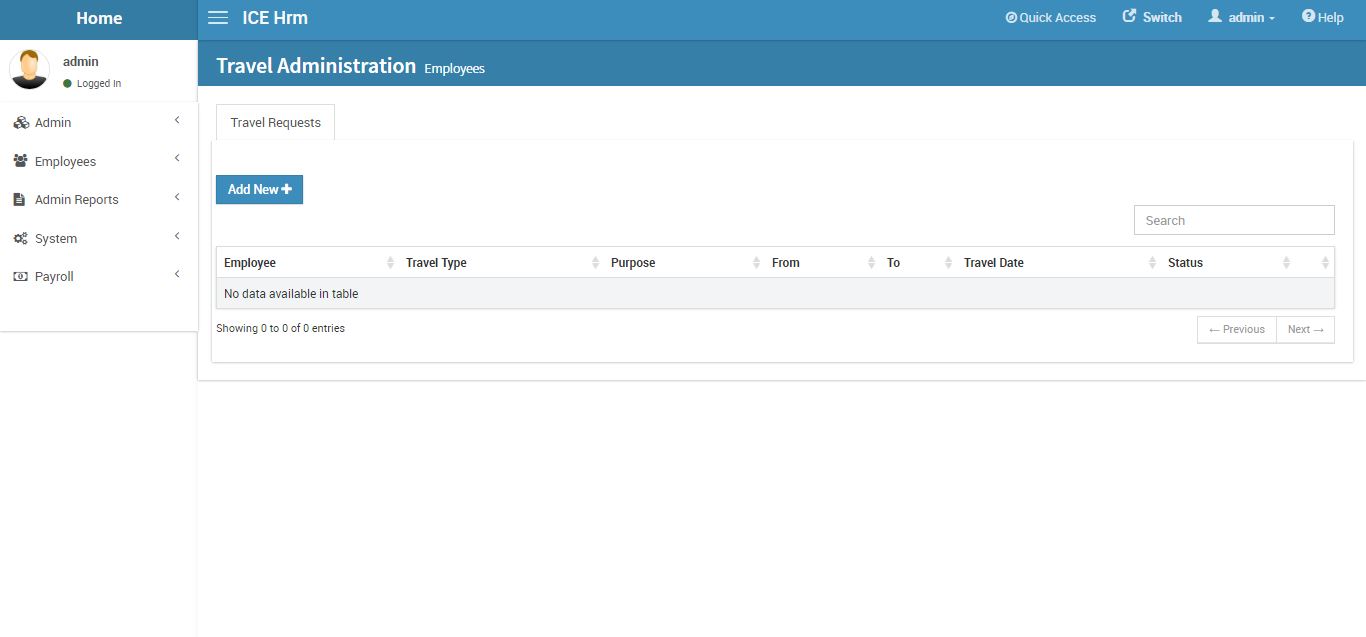 Home
ICE Hrm
Quick Access
Switch
admin
Help
Travel Administration Employees
admin
Logged In
Admin
Employees
Admin Reports
System
Payroll
Travel Requests
Add New
Search
Employee Travel Type Purpose From To Travel Date Status
No data available in table
Showing 0 to 0 of 0 entries
← Previous
Next →